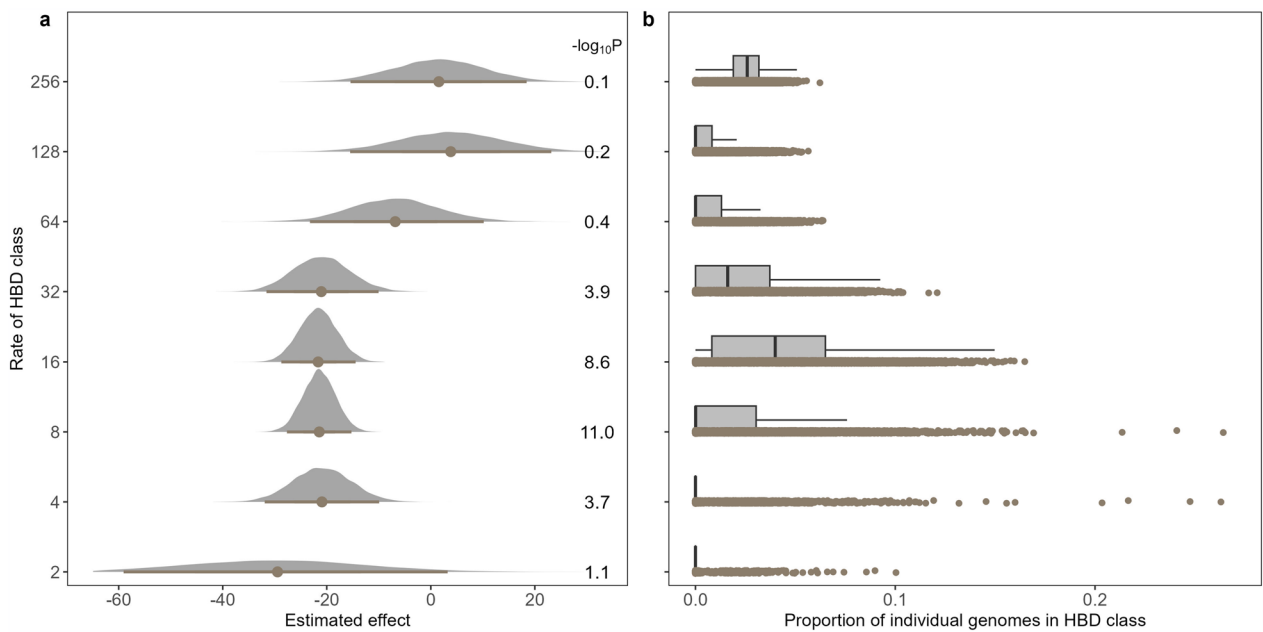 a
b
-log₁₀P
Rate of HBD class
256
0.1
128
0.2
64
0.4
32
3.9
16
8.6
8
11.0
4
3.7
2
1.1
-60 -40 -20 0 20
0.0 0.1 0.2
Estimated effect
Proportion of individual genomes in HBD class